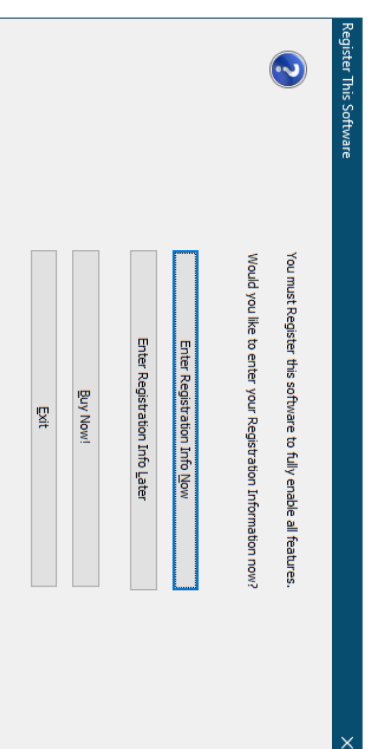 Register This Software
You must Register this software to fully enable all features.
Would you like to enter your Registration Information now?
Enter Registration Info Now
Enter Registration Info Later
Buy Now!
Exit